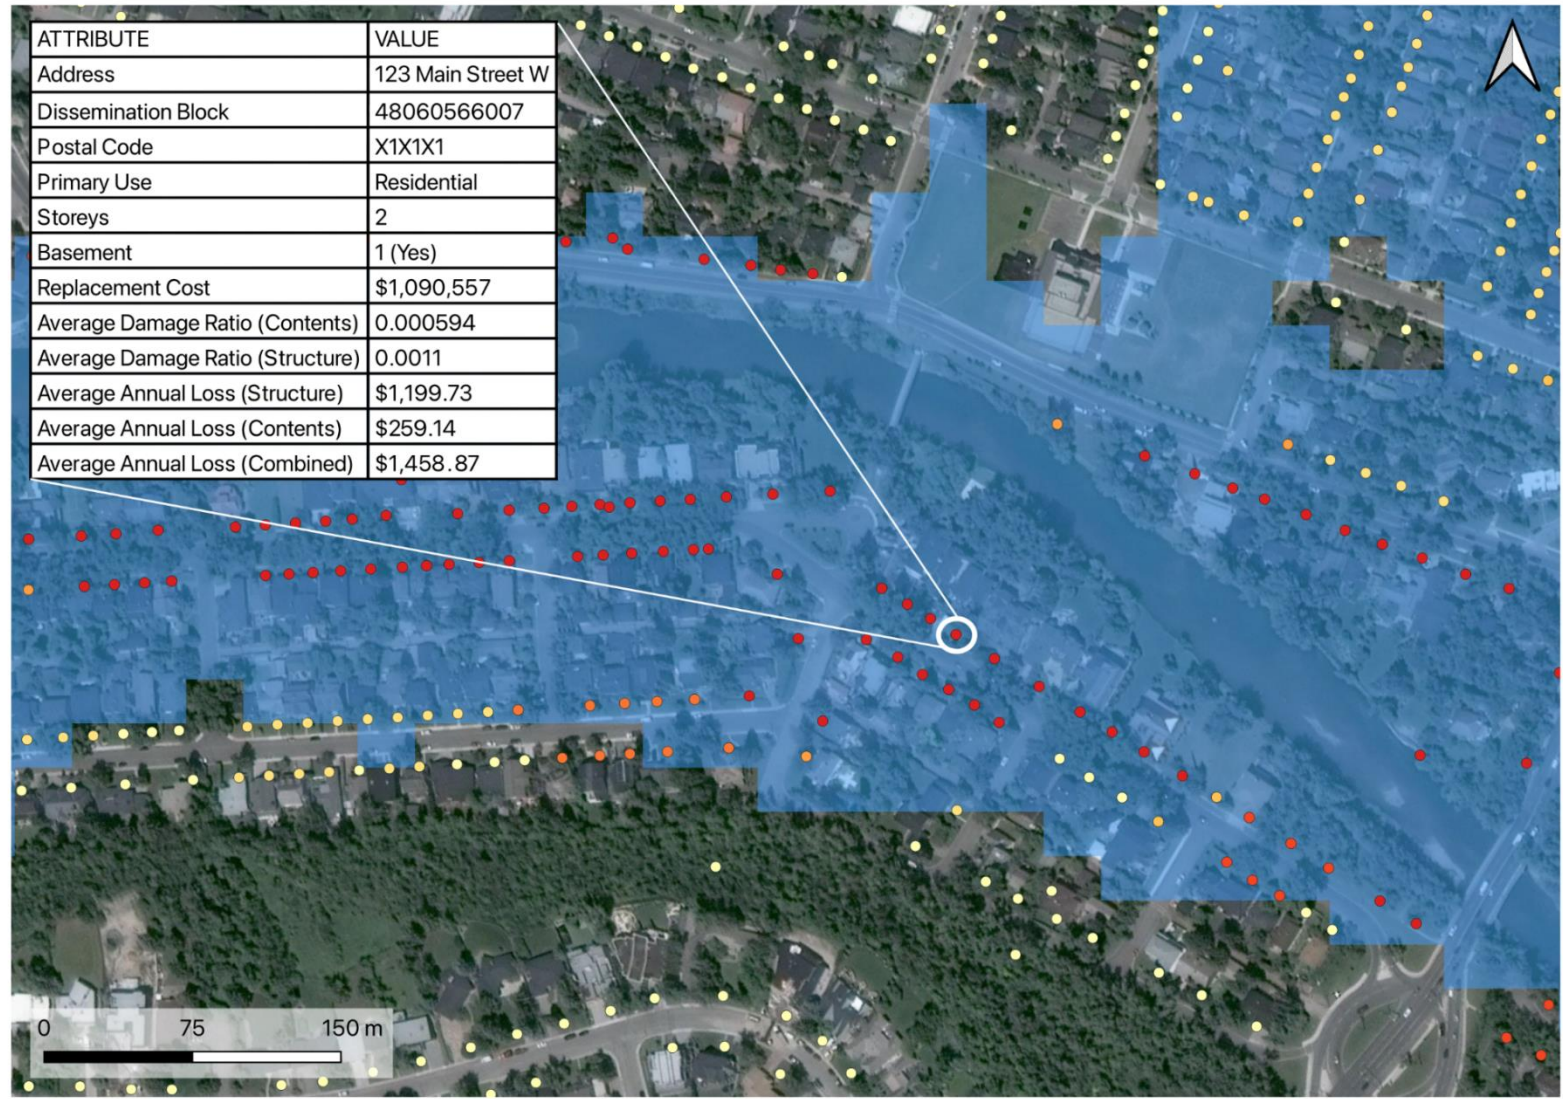 ATTRIBUTE VALUE
Address 123 Main Street W
Dissemination Block 48060566007
Postal Code X1X1X1
Primary Use Residential
Storeys 2
Basement 1 (Yes)
Replacement Cost $1,090,557
Average Damage Ratio (Contents) 0.000594
Average Damage Ratio (Structure) 0.0011
Average Annual Loss (Structure) $1,199.73
Average Annual Loss (Contents) $259.14
Average Annual Loss (Combined) $1,458.87
0 75 150 m